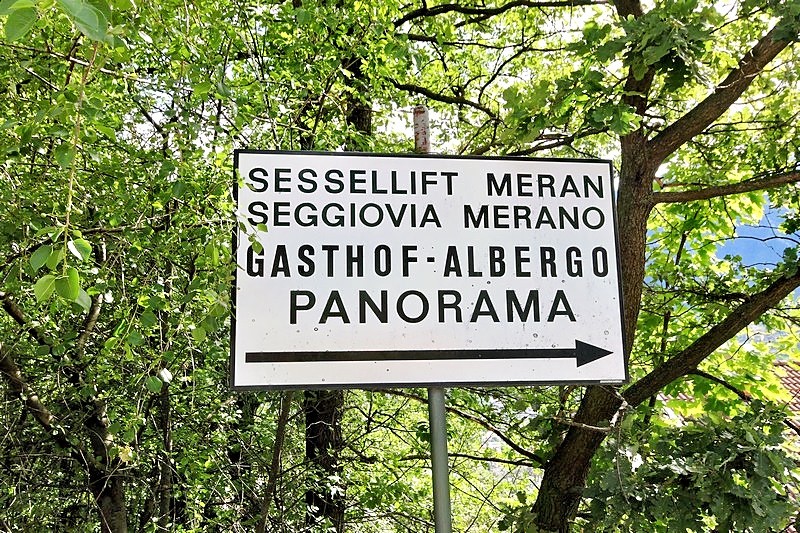 SESSELLIFT MERAN
SEGGIOVIA MERANO
GASTHOF-ALBERGO
PANORAMA